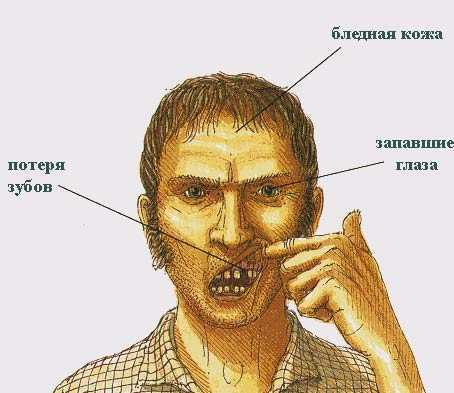 бледная кожа
запавшие
глаза
потеря
зубов